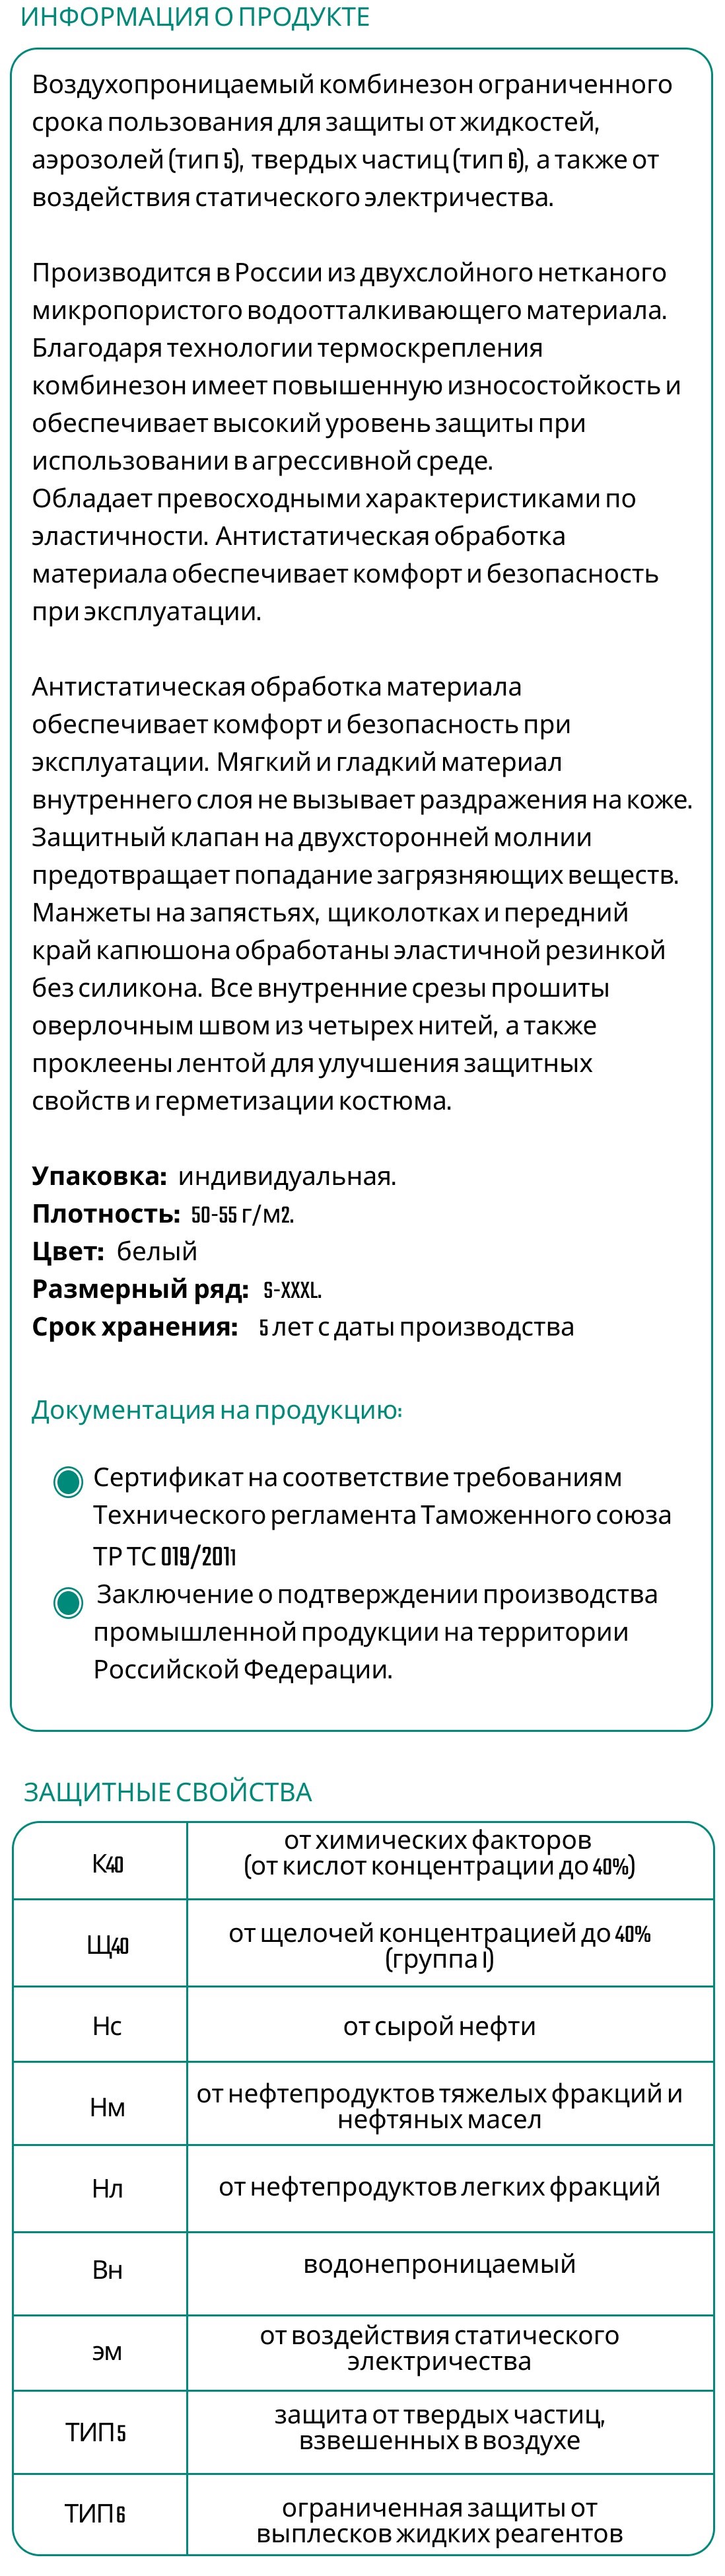 ИНФОРМАЦИЯ О ПРОДУКТЕ
Воздухопроницаемый комбинезон ограниченного
срока пользования для защиты от жидкостей,
аэрозолей (тип 5), твердых частиц (тип 6), а также от
воздействия статического электричества.
Производится в России из двухслойного нетканого
микропористого водоотталкивающего материала.
Благодаря технологии термоскрепления
комбинезон имеет повышенную износостойкость и
обеспечивает высокий уровень защиты при
использовании в агрессивной среде.
Обладает превосходными характеристиками по
эластичности. Антистатическая обработка
материала обеспечивает комфорт и безопасность
при эксплуатации.
Антистатическая обработка материала
обеспечивает комфорт и безопасность при
эксплуатации. Мягкий и гладкий материал
внутреннего слоя не вызывает раздражения на коже.
Защитный клапан на двухсторонней молнии
предотвращает попадание загрязняющих веществ.
Манжеты на запястьях, щиколотках и передний
край капюшона обработаны эластичной резинкой
без силикона. Все внутренние срезы прошиты
оверлочным швом из четырех нитей, а также
проклеены лентой для улучшения защитных
свойств и герметизации костюма.
Упаковка: индивидуальная.
Плотность: 50-55 г/м2.
Цвет: белый
Размерный ряд: S-XXXL.
Срок хранения: 5 лет с даты производства
Документация на продукцию:
Сертификат на соответствие требованиям
Технического регламента Таможенного союза
ТР ТС 019/2011
Заключение о подтверждении производства
промышленной продукции на территории
Российской Федерации.
ЗАЩИТНЫЕ СВОЙСТВА
К40
от химических факторов
(от кислот концентрации до 40%)
Щ40
от щелочей концентрацией до 40%
(группа I)
Нс
от сырой нефти
Нм
от нефтепродуктов тяжелых фракций и
нефтяных масел
Нл
от нефтепродуктов легких фракций
Вн
водонепроницаемый
эм
от воздействия статического
электричества
ТИП 5
защита от твердых частиц,
взвешенных в воздухе
ТИП 6
ограниченная защиты от
выплесков жидких реагентов